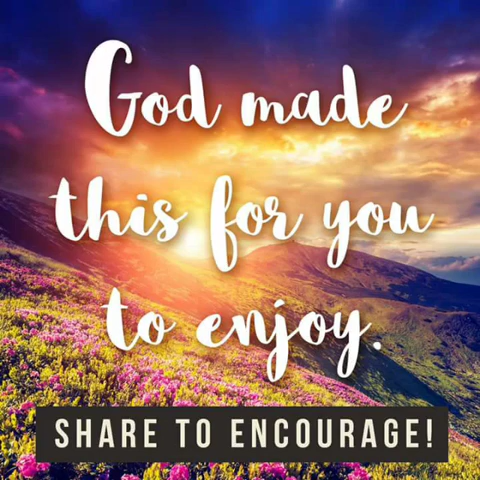 God made
this for you
to enjoy.
SHARE TO ENCOURAGE!